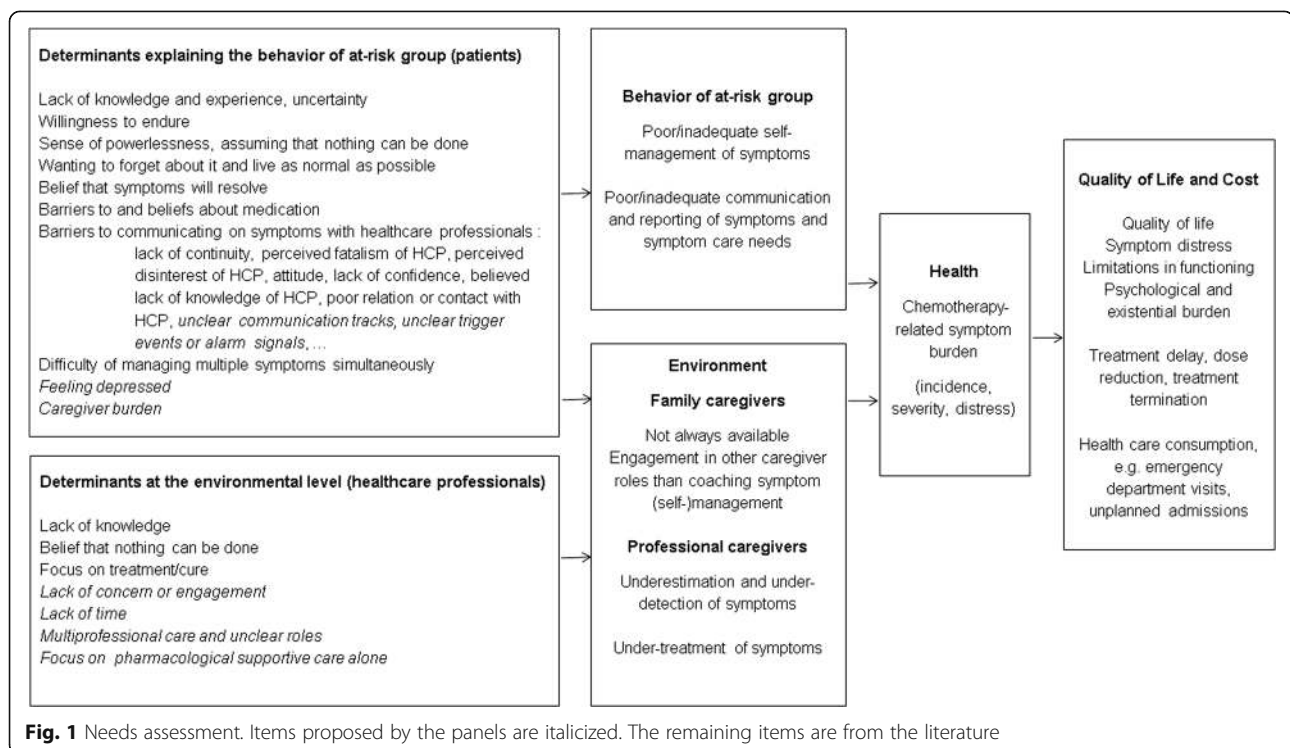 Determinants explaining the behavior of at-risk group (patients)
Lack of knowledge and experience, uncertainty
Willingness to endure
Sense of powerlessness, assuming that nothing can be done
Wanting to forget about it and live as normal as possible
Belief that symptoms will resolve
Barriers to and beliefs about medication
Barriers to communicating on symptoms with healthcare professionals :
lack of continuity, perceived fatalism of HCP, perceived
disinterest of HCP, attitude, lack of confidence, believed
lack of knowledge of HCP, poor relation or contact with
HCP, unclear communication tracks, unclear trigger
events or alarm signals, ...
Difficulty of managing multiple symptoms simultaneously
Feeling depressed
Caregiver burden
Determinants at the environmental level (healthcare professionals)
Lack of knowledge
Belief that nothing can be done
Focus on treatment/cure
Lack of concern or engagement
Lack of time
Multiprofessional care and unclear roles
Focus on pharmacological supportive care alone
Behavior of at-risk group
Poor/inadequate self-
management of symptoms
Poor/inadequate communication
and reporting of symptoms and
symptom care needs
Environment
Family caregivers
Not always available
Engagement in other caregiver
roles than coaching symptom
(self-)management
Professional caregivers
Underestimation and under-
detection of symptoms
Under-treatment of symptoms
Health
Chemotherapy-
related symptom
burden
(incidence,
severity, distress)
Quality of Life and Cost
Quality of life
Symptom distress
Limitations in functioning
Psychological and
existential burden
Treatment delay, dose
reduction, treatment
termination
Health care consumption,
e.g. emergency
department visits,
unplanned admissions
Fig. 1 Needs assessment. Items proposed by the panels are italicized. The remaining items are from the literature